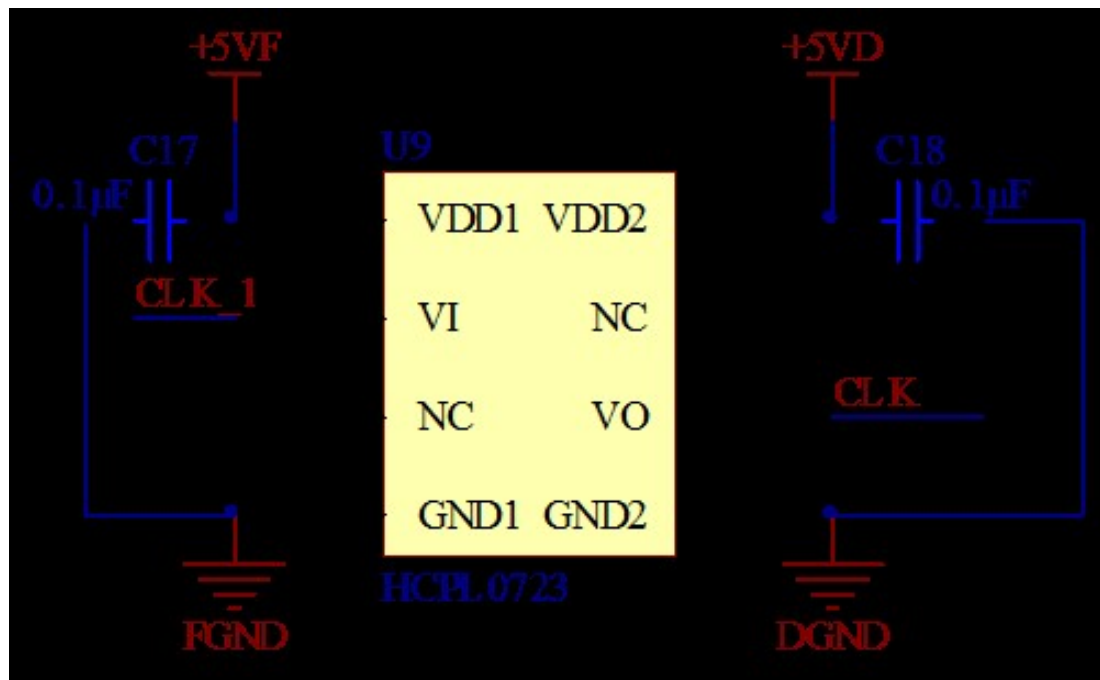 +5VF
+5VD
C17
U9
C18
0.1µF
0.1µF
VDD1 VDD2
CLK_1
VI NC
CLK
NC VO
GND1 GND2
HCPL0723
FGND
DGND